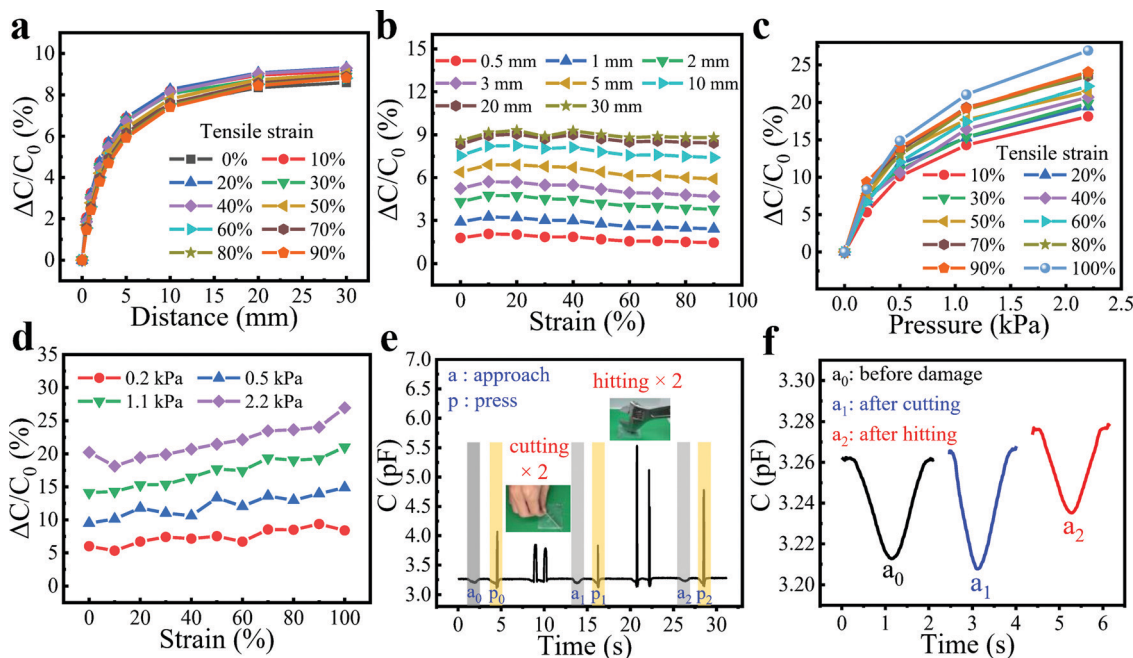 a
ΔC/C0 (%)
10
8
6
4
2
0
Tensile strain
0% 10%
20% 30%
40% 50%
60% 70%
80% 90%
0 5 10 15 20 25 30
Distance (mm)
b
ΔC/C0 (%)
15
12
9
6
3
0
0.5 mm 1 mm 2 mm
3 mm 5 mm 10 mm
20 mm 30 mm
0 20 40 60 80 100
Strain (%)
c
ΔC/C0 (%)
25
20
15
10
5
0
Tensile strain
10% 20%
30% 40%
50% 60%
70% 80%
90% 100%
0.0 0.5 1.0 1.5 2.0 2.5
Pressure (kPa)
d
ΔC/C0 (%)
35
30
25
20
15
10
5
0
0.2 kPa 0.5 kPa
1.1 kPa 2.2 kPa
0 20 40 60 80 100
Strain (%)
e
C (pF)
7.0
6.5
6.0
5.5
5.0
4.5
4.0
3.5
3.0
a : approach
p : press
hitting × 2
cutting
× 2
a0 p0 a1 p1 a2 p2
0 5 10 15 20 25 30
Time (s)
f
C (pF)
3.30
3.28
3.26
3.24
3.22
3.20
a0: before damage
a1: after cutting
a2: after hitting
a0
a1
a2
0 1 2 3 4 5 6
Time (s)